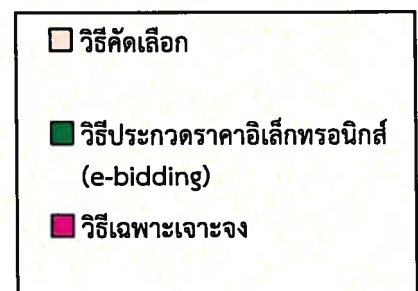 วิธีคัดเลือก
วิธีประกวดราคาอิเล็กทรอนิกส์
(e-bidding)
วิธีเฉพาะเจาะจง